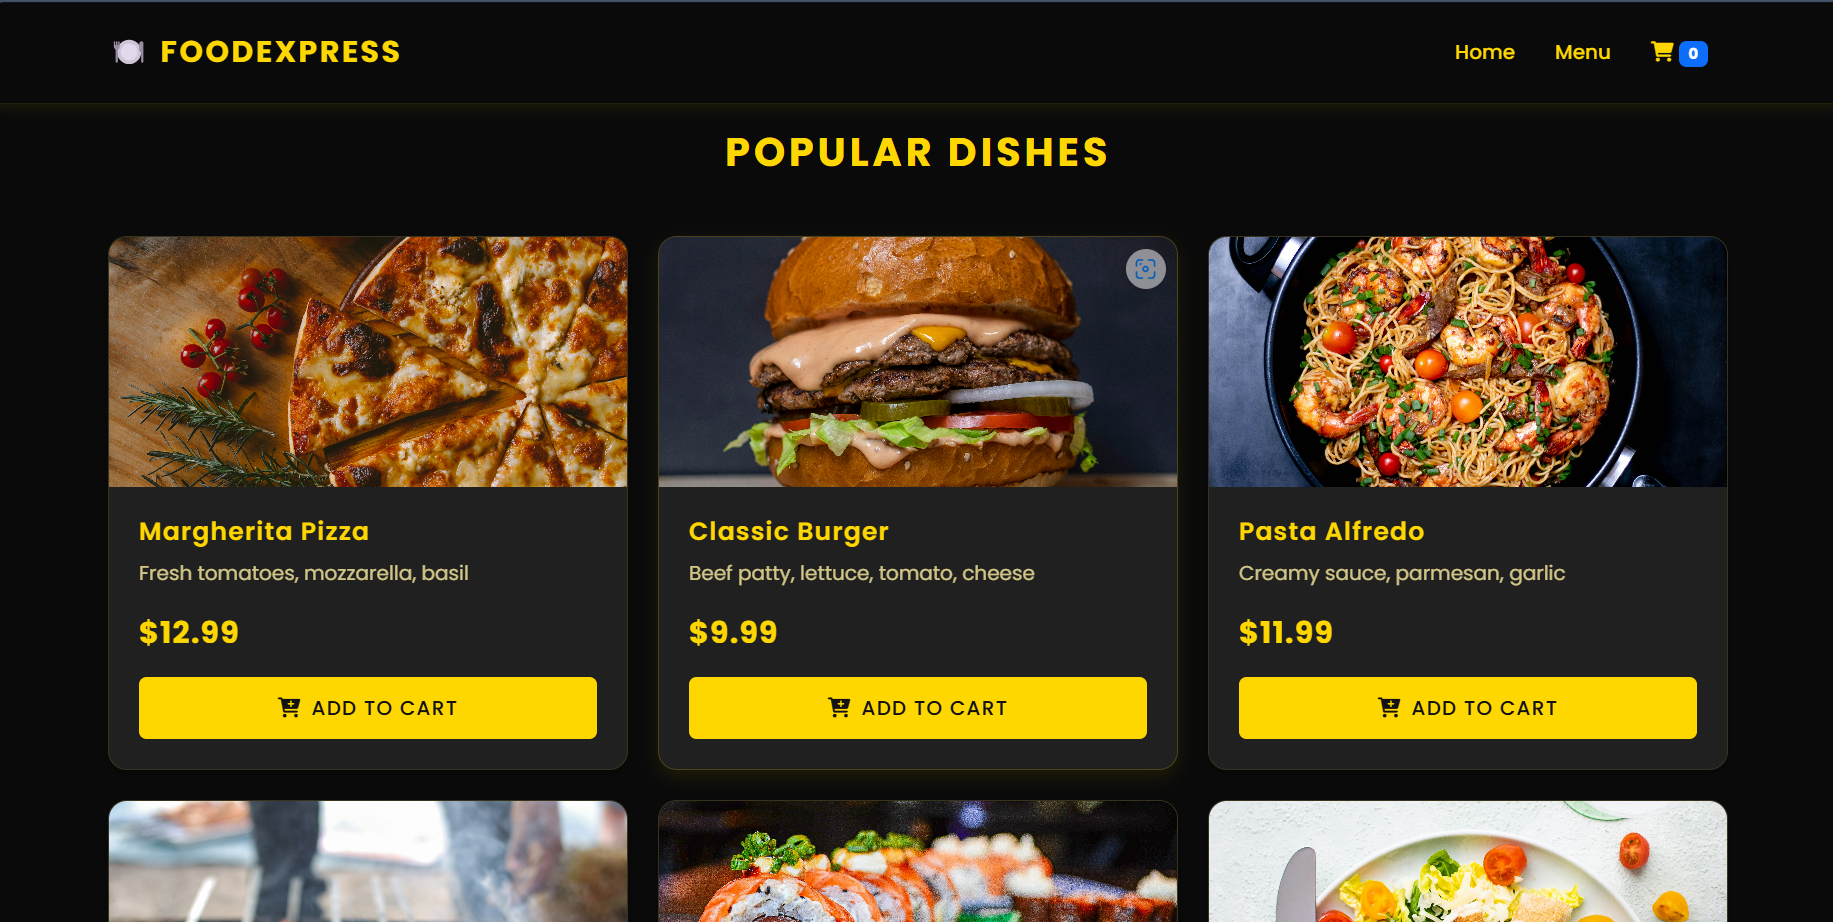 FOODEXPRESS
Home
Menu
0
POPULAR DISHES
Margherita Pizza
Fresh tomatoes, mozzarella, basil
$12.99
ADD TO CART
Classic Burger
Beef patty, lettuce, tomato, cheese
$9.99
ADD TO CART
Pasta Alfredo
Creamy sauce, parmesan, garlic
$11.99
ADD TO CART